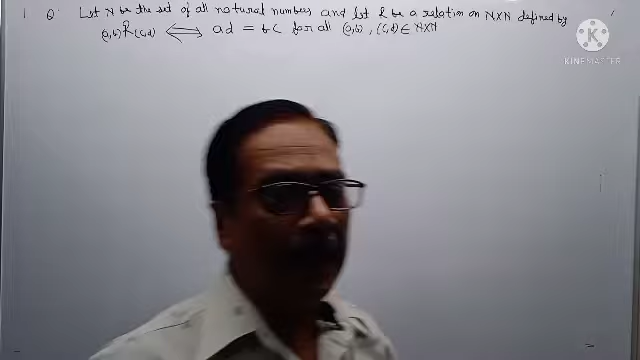 1 Q. Let N be the set of all natural numbers and let R be a relation on N×N defined by
(a,b) R (c,d) ⟺ ad = bc for all (a,b), (c,d) ∈ N×N
KINEMASTER